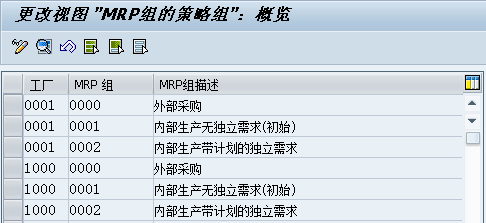 更改视图 "MRP组的策略组": 概览
工厂 MRP 组 MRP组描述
0001 0000 外部采购
0001 0001 内部生产无独立需求(初始)
0001 0002 内部生产带计划的独立需求
1000 0000 外部采购
1000 0001 内部生产无独立需求(初始)
1000 0002 内部生产带计划的独立需求